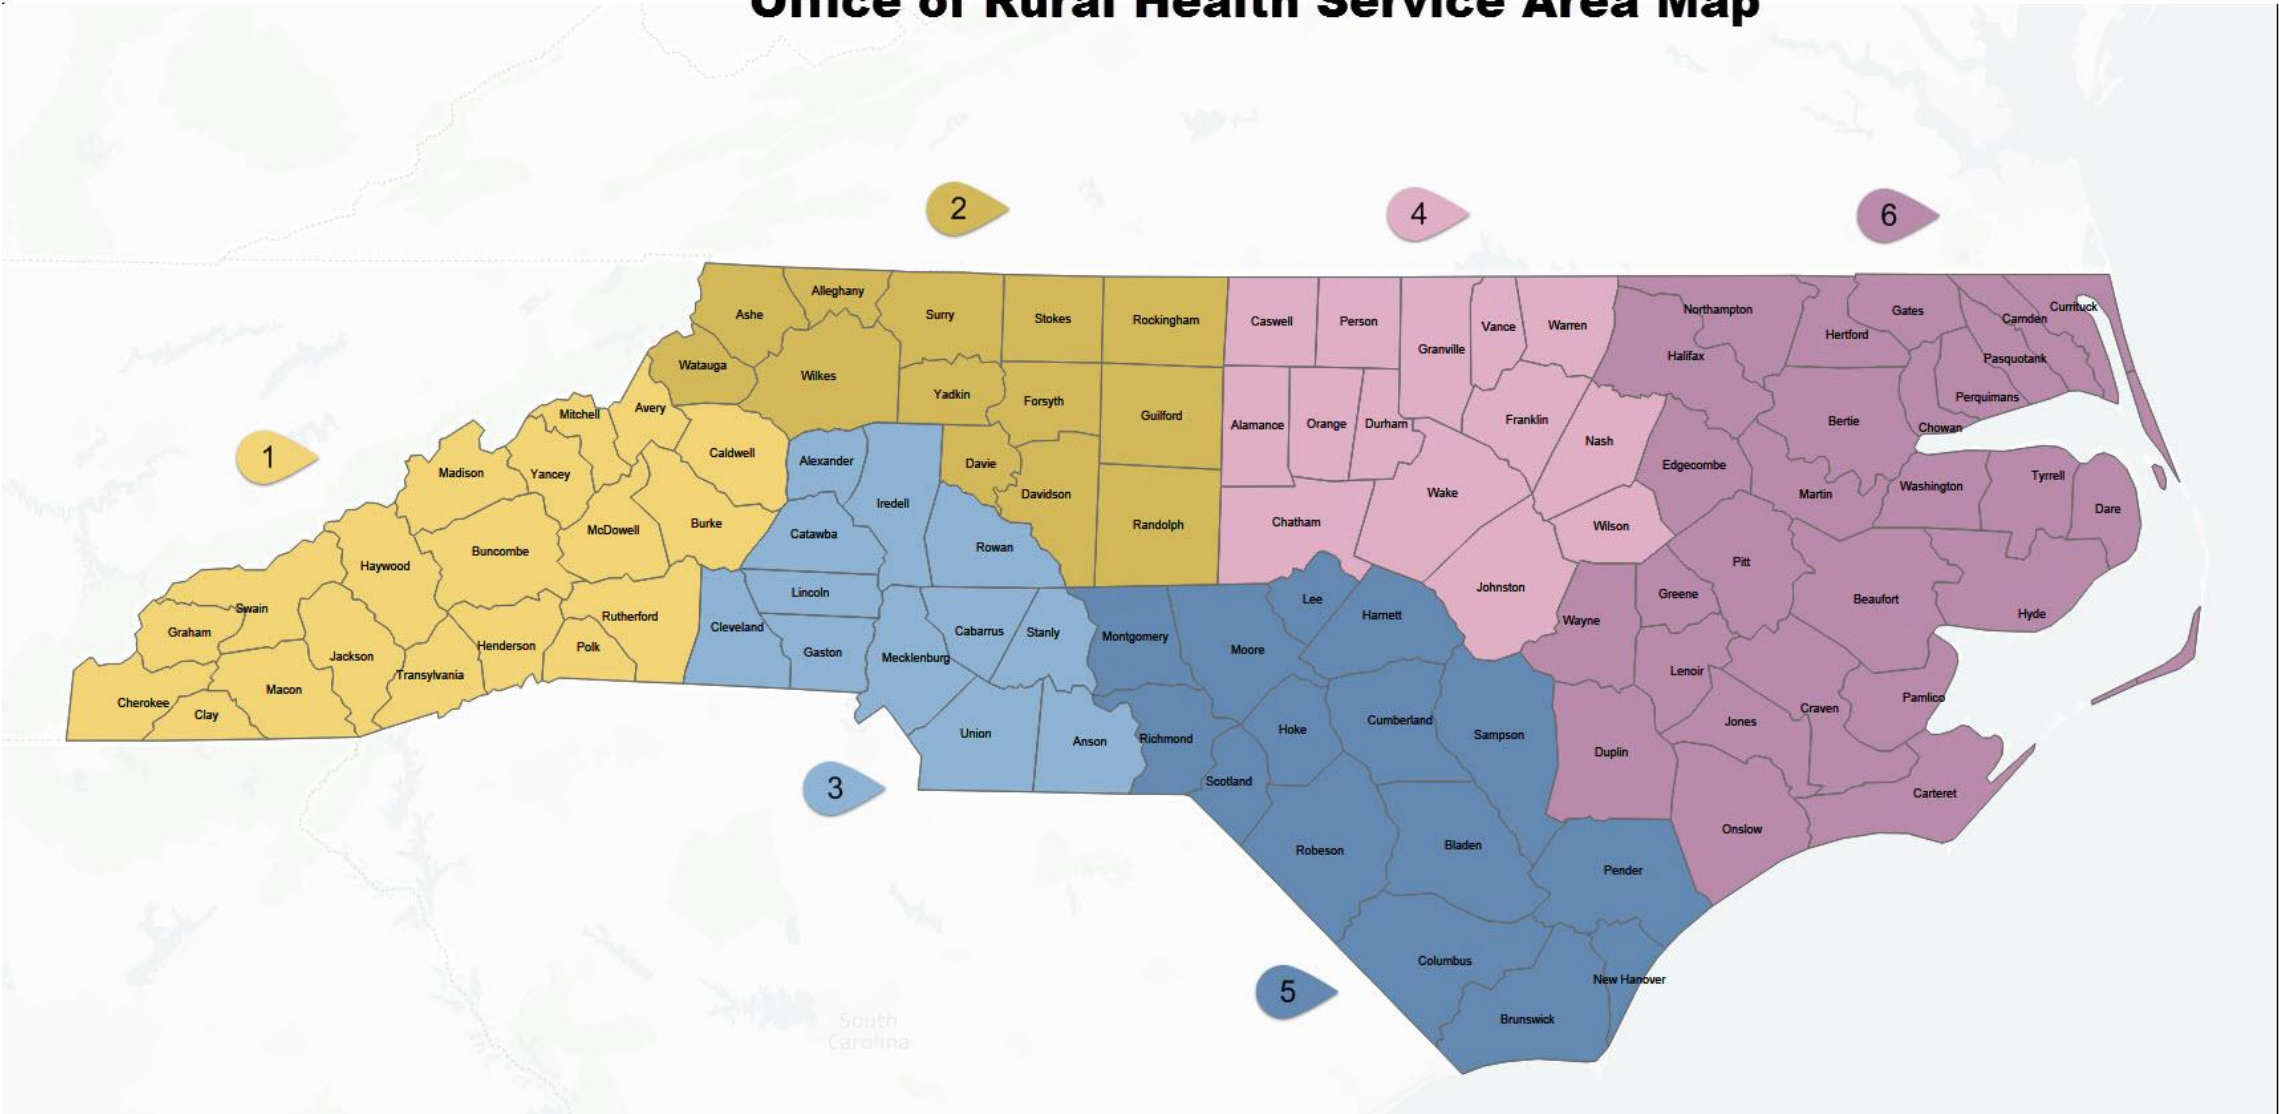 Office of Rural Health Service Area Map
2
4
6
1
3
5
Ashe
Alleghany
Surry
Stokes
Rockingham
Watauga
Wilkes
Yadkin
Forsyth
Guilford
Davie
Davidson
Randolph
Caswell
Person
Granville
Vance
Warren
Alamance
Orange
Durham
Franklin
Nash
Wake
Chatham
Wilson
Johnston
Northampton
Hertford
Gates
Currituck
Camden
Pasquotank
Perquimans
Halifax
Bertie
Chowan
Edgecombe
Martin
Washington
Tyrrell
Dare
Pitt
Greene
Beaufort
Hyde
Wayne
Lenoir
Craven
Pamlico
Jones
Duplin
Carteret
Onslow
Mitchell
Avery
Caldwell
Madison
Yancey
McDowell
Burke
Buncombe
Haywood
Swain
Graham
Jackson
Rutherford
Polk
Henderson
Transylvania
Macon
Cherokee
Clay
Alexander
Iredell
Catawba
Rowan
Lincoln
Cleveland
Gaston
Cabarrus
Stanly
Mecklenburg
Union
Anson
Montgomery
Moore
Lee
Harnett
Richmond
Hoke
Cumberland
Sampson
Scotland
Robeson
Bladen
Pender
Columbus
New Hanover
Brunswick
South
Carolina